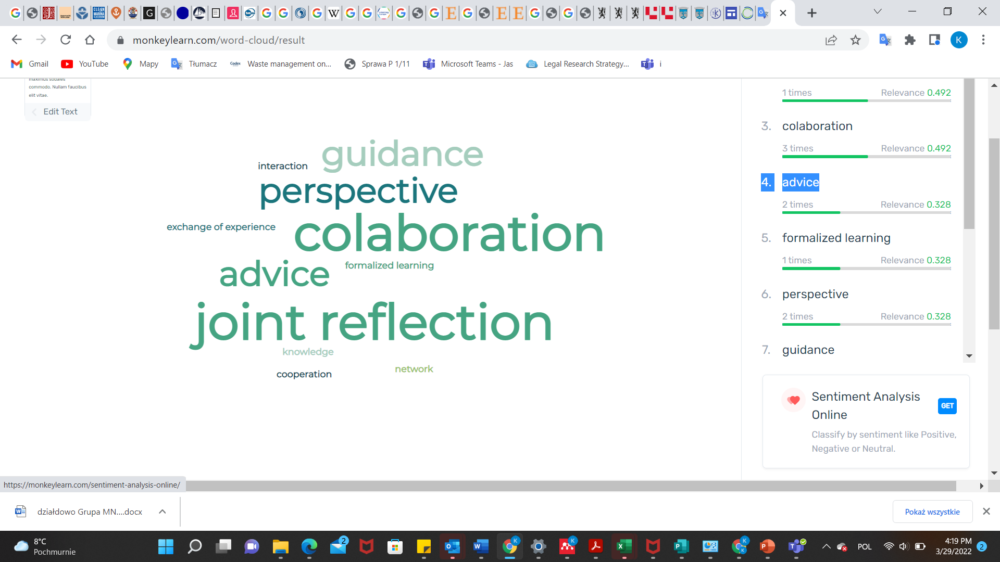 monkeylearn.com/word-cloud/result
K
Gmail
YouTube
Mapy
Tłumacz
Codex
Waste management on...
Sprawa P 1/11
Microsoft Teams - Jas
Legal Research Strategy...
i
maximus sodales
commodo. Nullam faucibus
elit vitae.
Edit Text
guidance
interaction
perspective
exchange of experience
colaboration
advice
formalized learning
joint reflection
knowledge
cooperation
network
1 times Relevance 0.492
3. colaboration
3 times Relevance 0.492
4. advice
2 times Relevance 0.328
5. formalized learning
1 times Relevance 0.328
6. perspective
2 times Relevance 0.328
7. guidance
Sentiment Analysis
Online
GET
Classify by sentiment like Positive,
Negative or Neutral.
https://monkeylearn.com/sentiment-analysis-online/
działdowo Grupa MN....docx
Pokaż wszystkie
8°C
Pochmurnie
2
POL
4:19 PM
3/29/2022
2